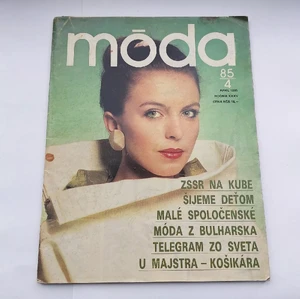 móda
85
4
ZSSR NA KUBE
ŠIJEME DEŤOM
MALÉ SPOLOČENSKÉ
MÓDA Z BULHARSKA
TELEGRAM ZO SVETA
U MAJSTRA – KOŠIKÁRA